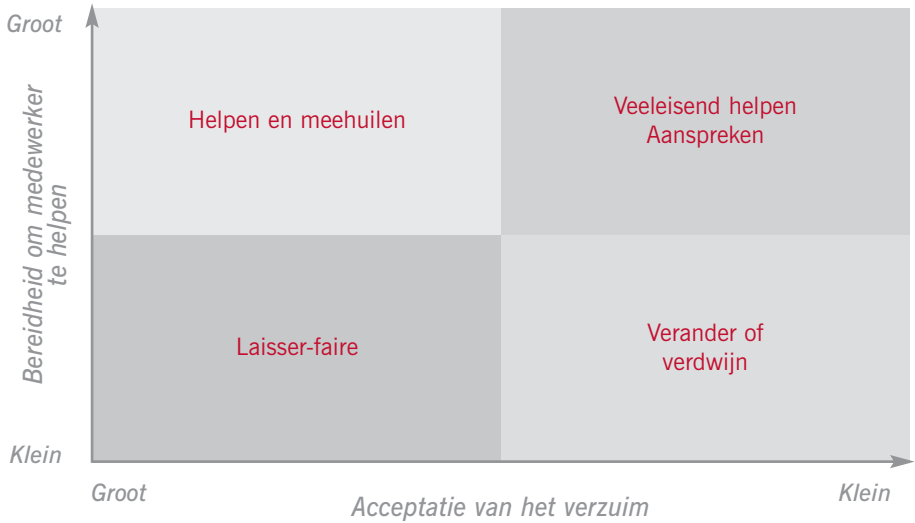 Groot
Bereidheid om medewerker
te helpen
Helpen en meehuilen
Veeleisend helpen
Aanspreken
Laisser-faire
Verander of
verdwijn
Klein
Groot
Acceptatie van het verzuim
Klein